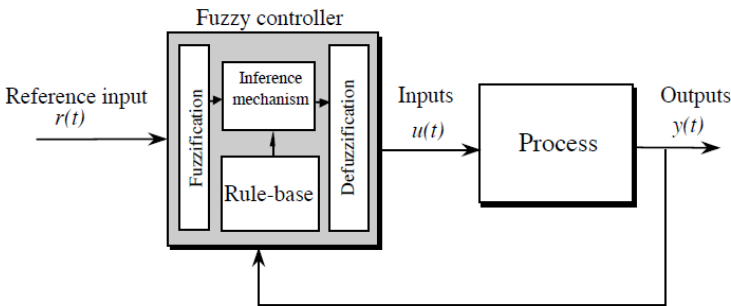 Fuzzy controller
Reference input
r(t)
Fuzzification
Inference
mechanism
Rule-base
Defuzzification
Inputs
u(t)
Process
Outputs
y(t)